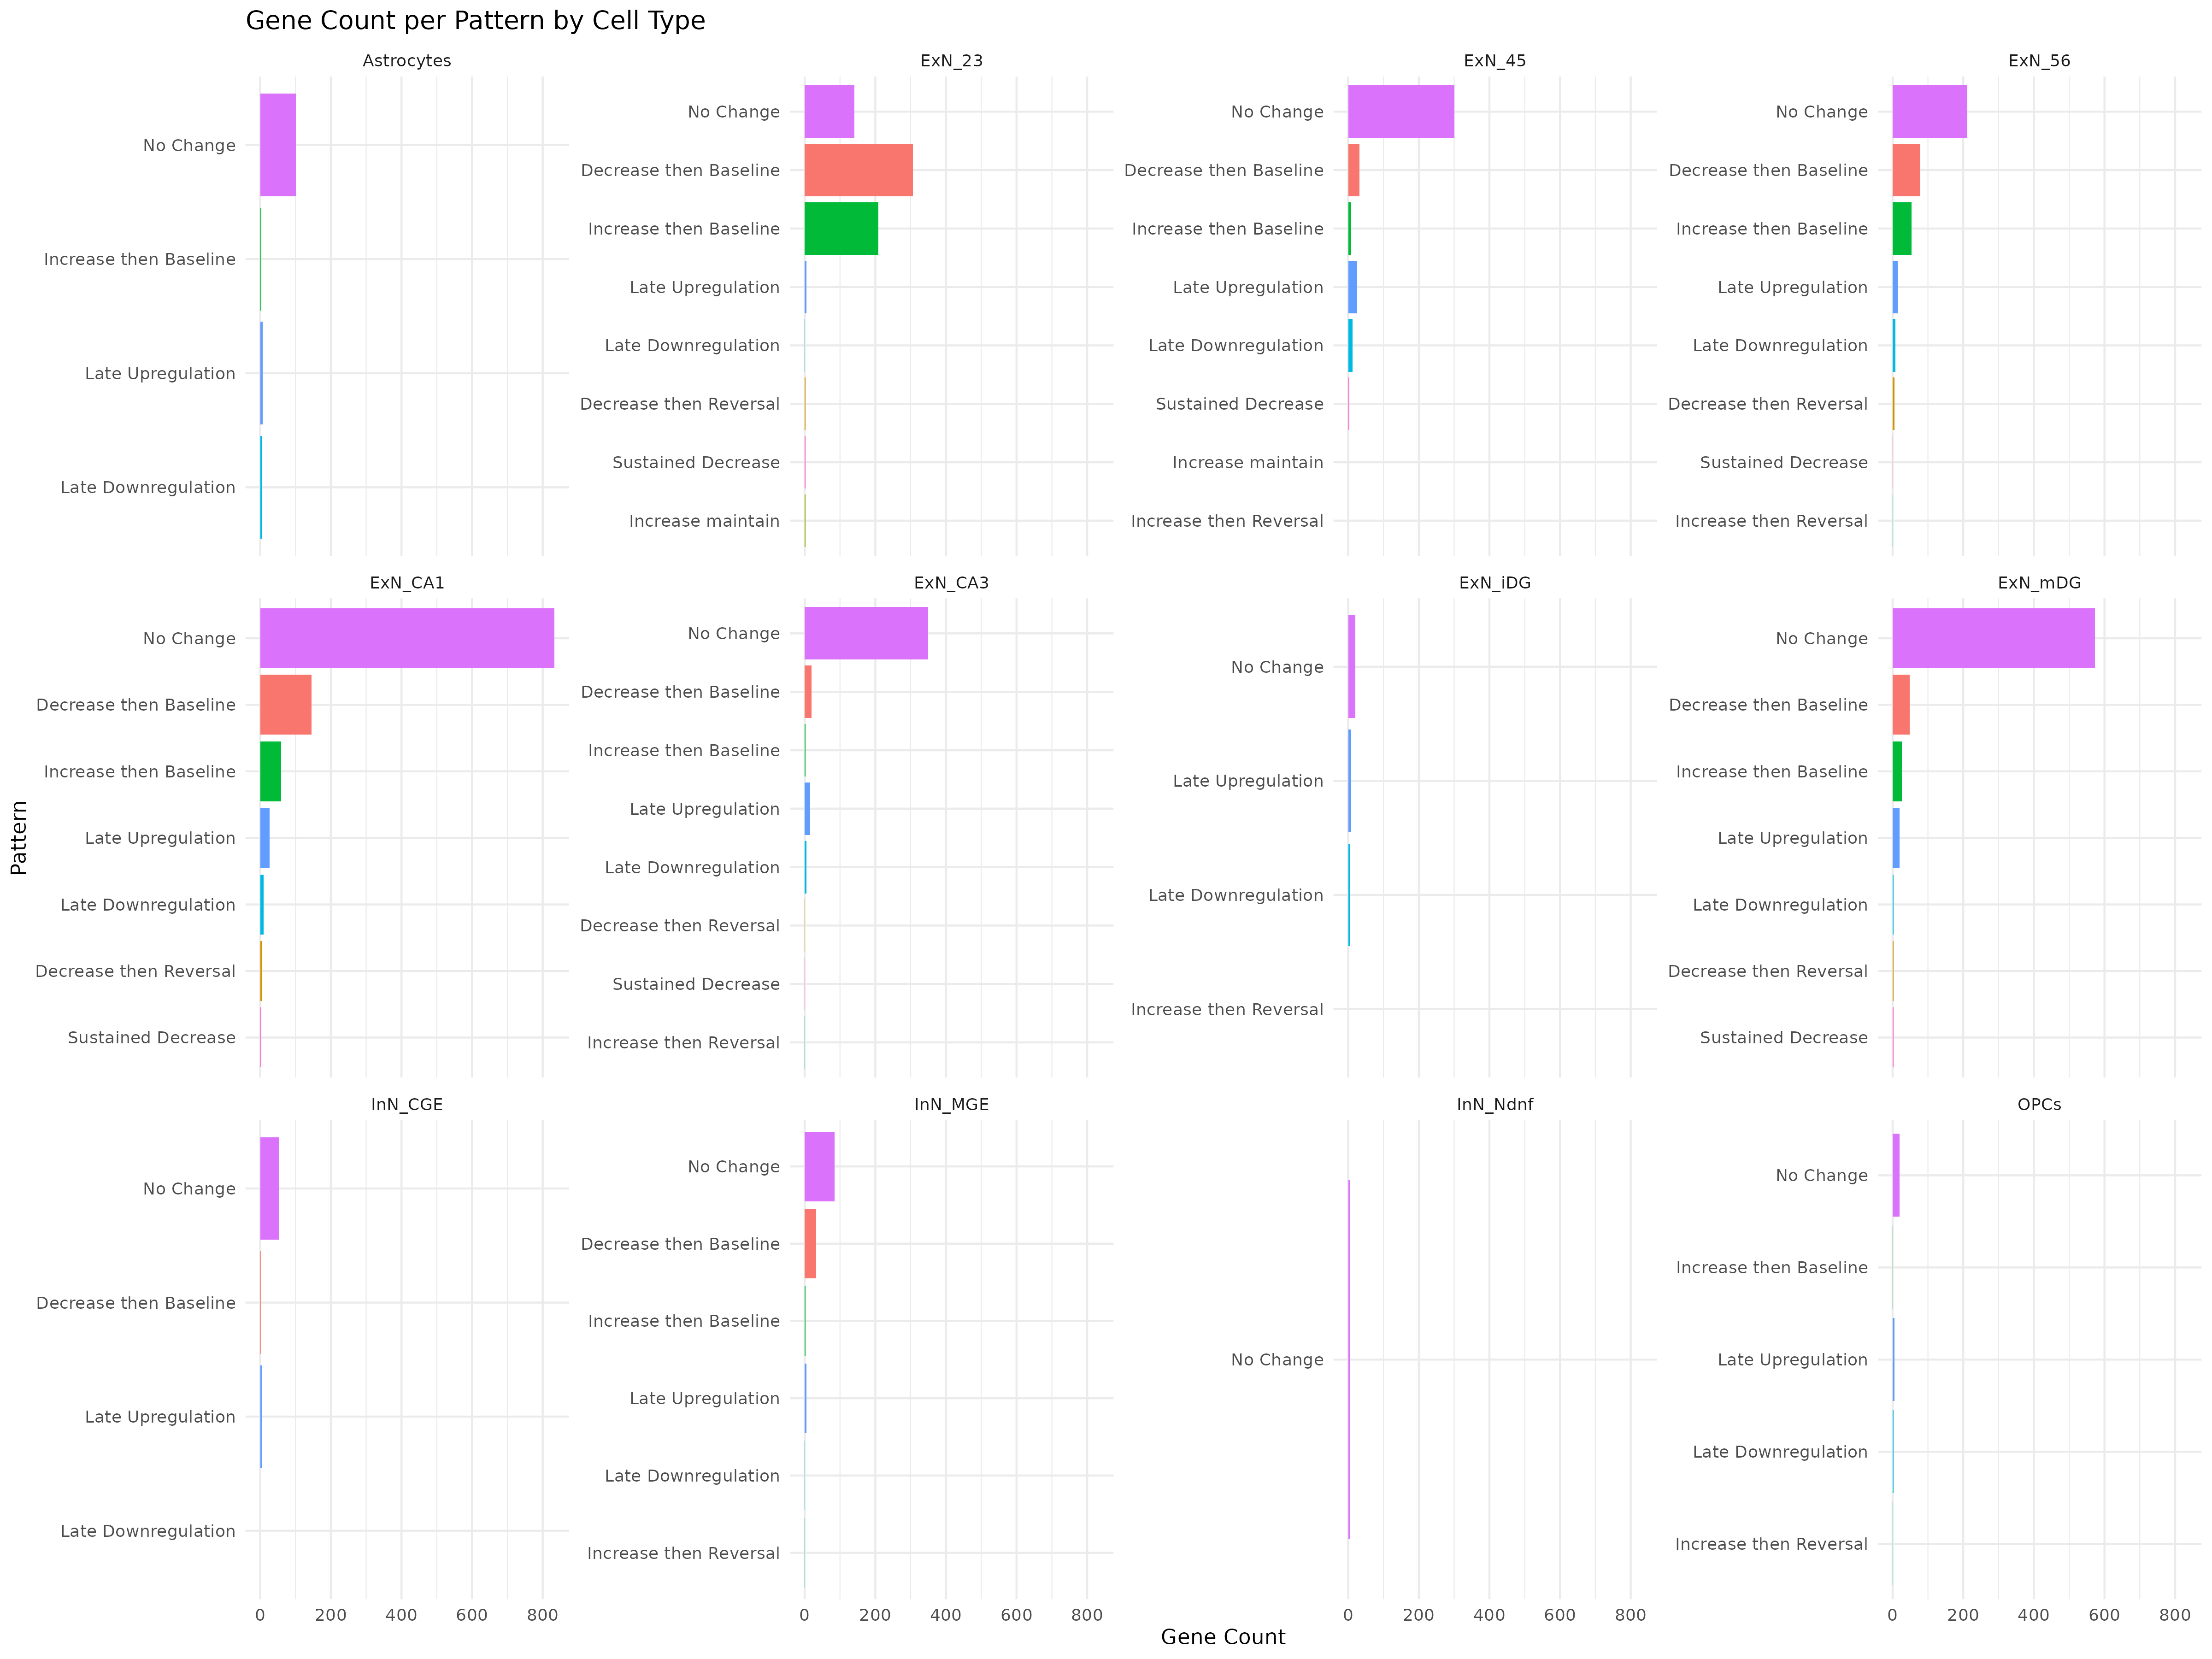 Gene Count per Pattern by Cell Type
Astrocytes
No Change
Increase then Baseline
Late Upregulation
Late Downregulation
ExN_23
No Change
Decrease then Baseline
Increase then Baseline
Late Upregulation
Late Downregulation
Decrease then Reversal
Sustained Decrease
Increase maintain
ExN_45
No Change
Decrease then Baseline
Increase then Baseline
Late Upregulation
Late Downregulation
Sustained Decrease
Increase maintain
Increase then Reversal
ExN_56
No Change
Decrease then Baseline
Increase then Baseline
Late Upregulation
Late Downregulation
Decrease then Reversal
Sustained Decrease
Increase then Reversal
Pattern
ExN_CA1
No Change
Decrease then Baseline
Increase then Baseline
Late Upregulation
Late Downregulation
Decrease then Reversal
Sustained Decrease
ExN_CA3
No Change
Decrease then Baseline
Increase then Baseline
Late Upregulation
Late Downregulation
Decrease then Reversal
Sustained Decrease
Increase then Reversal
ExN_iDG
No Change
Late Upregulation
Late Downregulation
Increase then Reversal
ExN_mDG
No Change
Decrease then Baseline
Increase then Baseline
Late Upregulation
Late Downregulation
Decrease then Reversal
Sustained Decrease
InN_CGE
No Change
Decrease then Baseline
Late Upregulation
Late Downregulation
0 200 400 600 800
InN_MGE
No Change
Decrease then Baseline
Increase then Baseline
Late Upregulation
Late Downregulation
Increase then Reversal
0 200 400 600 800
InN_Ndnf
No Change
0 200 400 600 800
OPCs
No Change
Increase then Baseline
Late Upregulation
Late Downregulation
Increase then Reversal
0 200 400 600 800
Gene Count